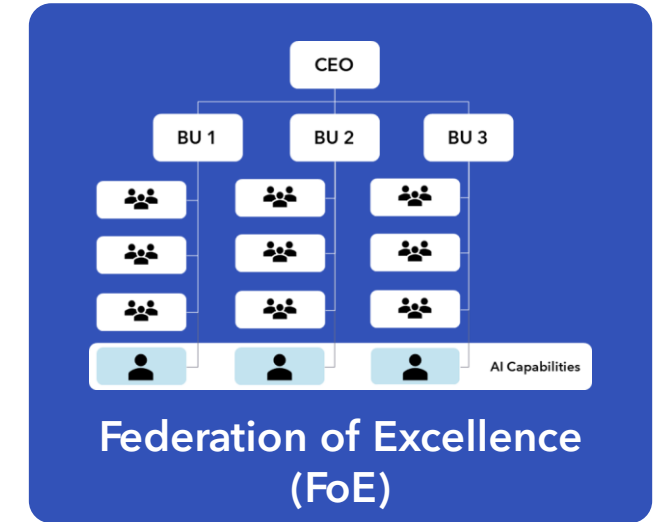 CEO
BU 1
BU 2
BU 3
AI Capabilities
Federation of Excellence
(FoE)